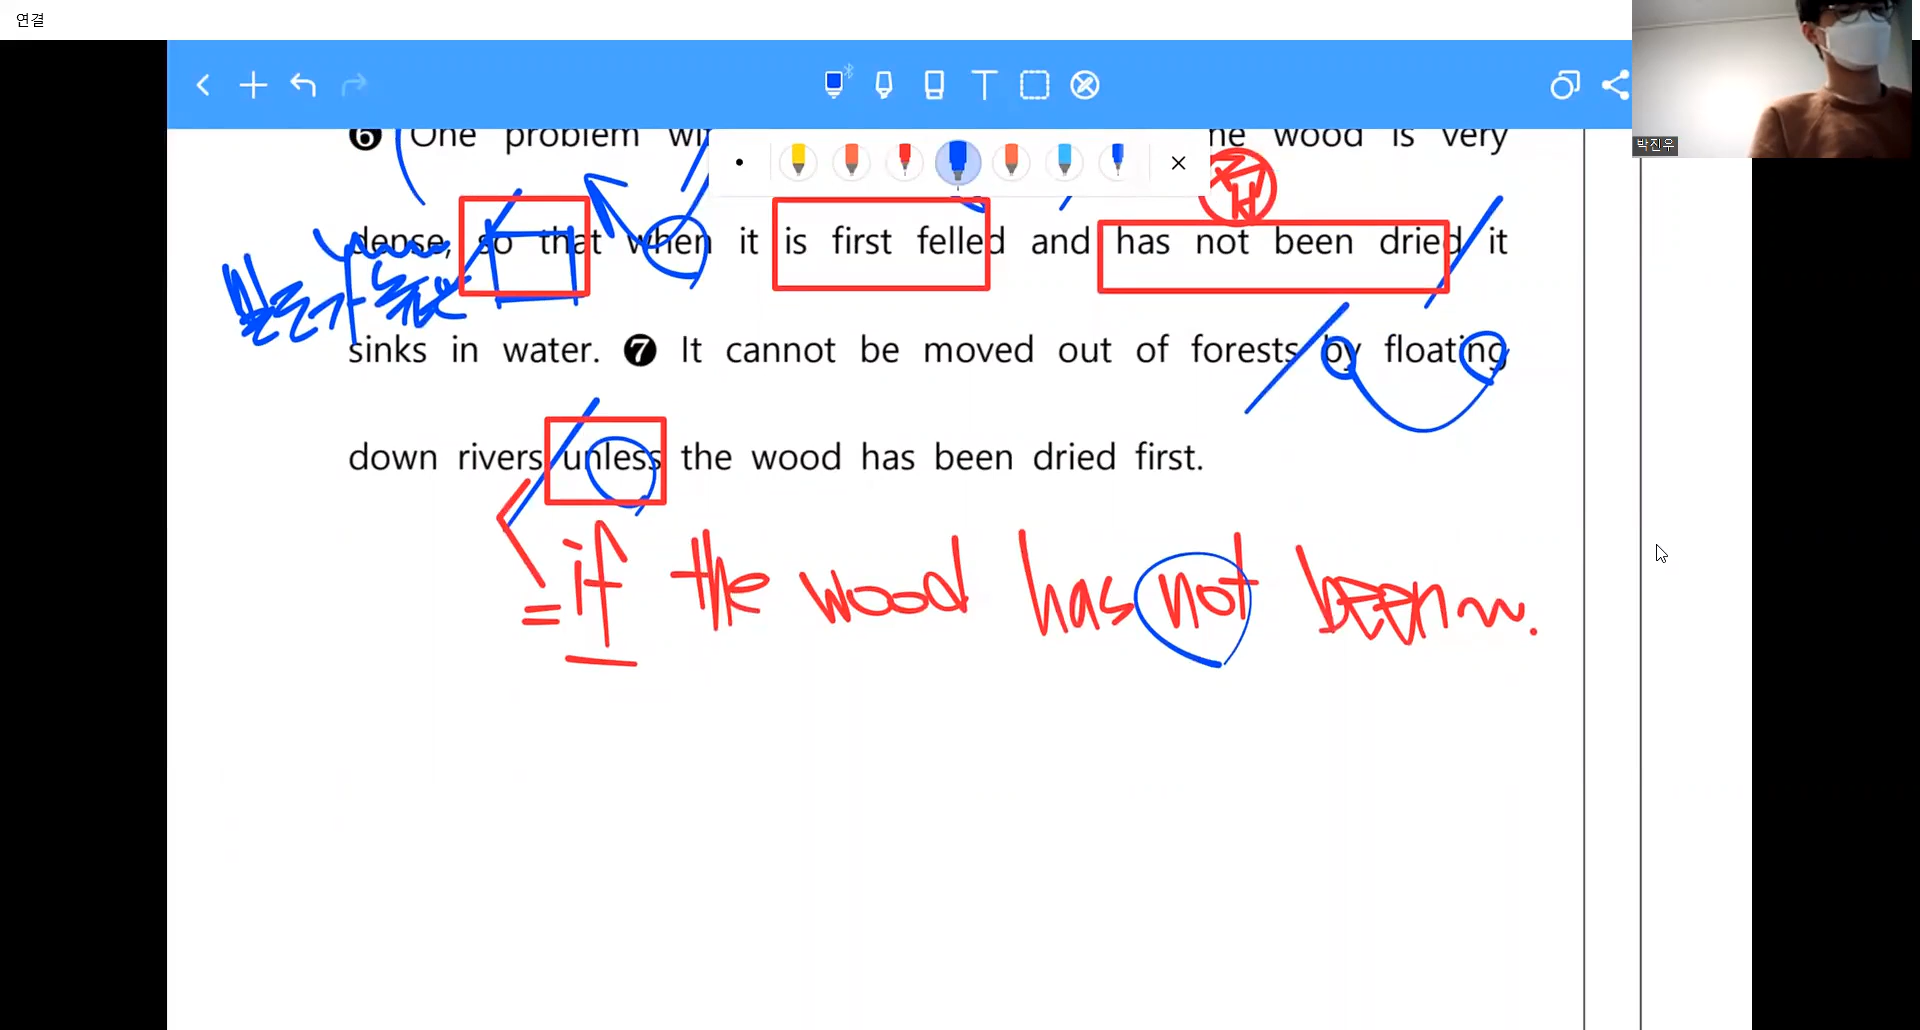 연결
박진우
❻ One problem wi he wood is very
dense, so that when it is first felled and has not been dried it
sinks in water. ❼ It cannot be moved out of forests by floating
down rivers unless the wood has been dried first.
= if the wood has not been ~.